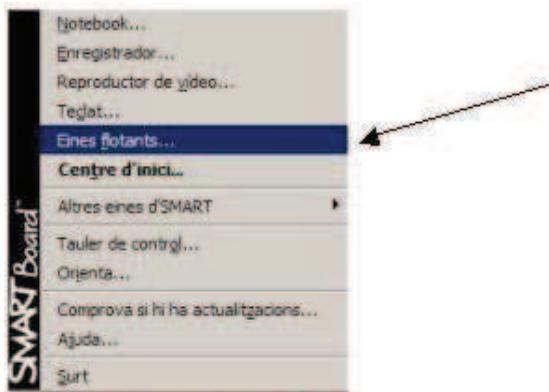 Notebook...
Enregistrador...
Reproductor de vídeo...
Teclat...
Eines flotants...
Centre d'inici...
Altres eines d'SMART
Tauler de control...
Orienta...
Comprova si hi ha actualitzacions...
Ajuda...
Surt
SMART Board™